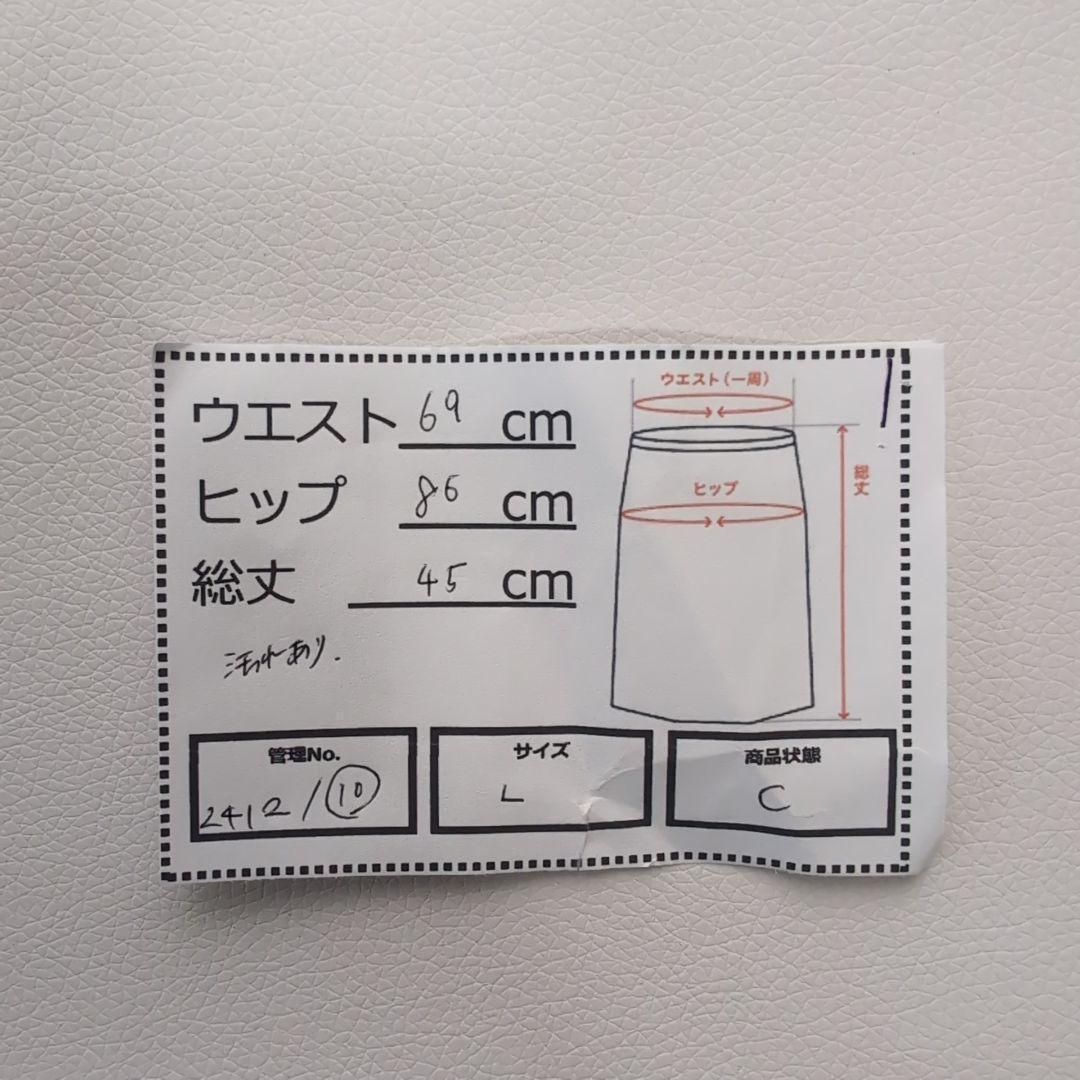 ウエスト 69 cm
ヒップ 86 cm
総丈 45 cm
汚れあり.
ウエスト(一周)
ヒップ
総丈
管理No.
2412/⑩
サイズ
L
商品状態
C